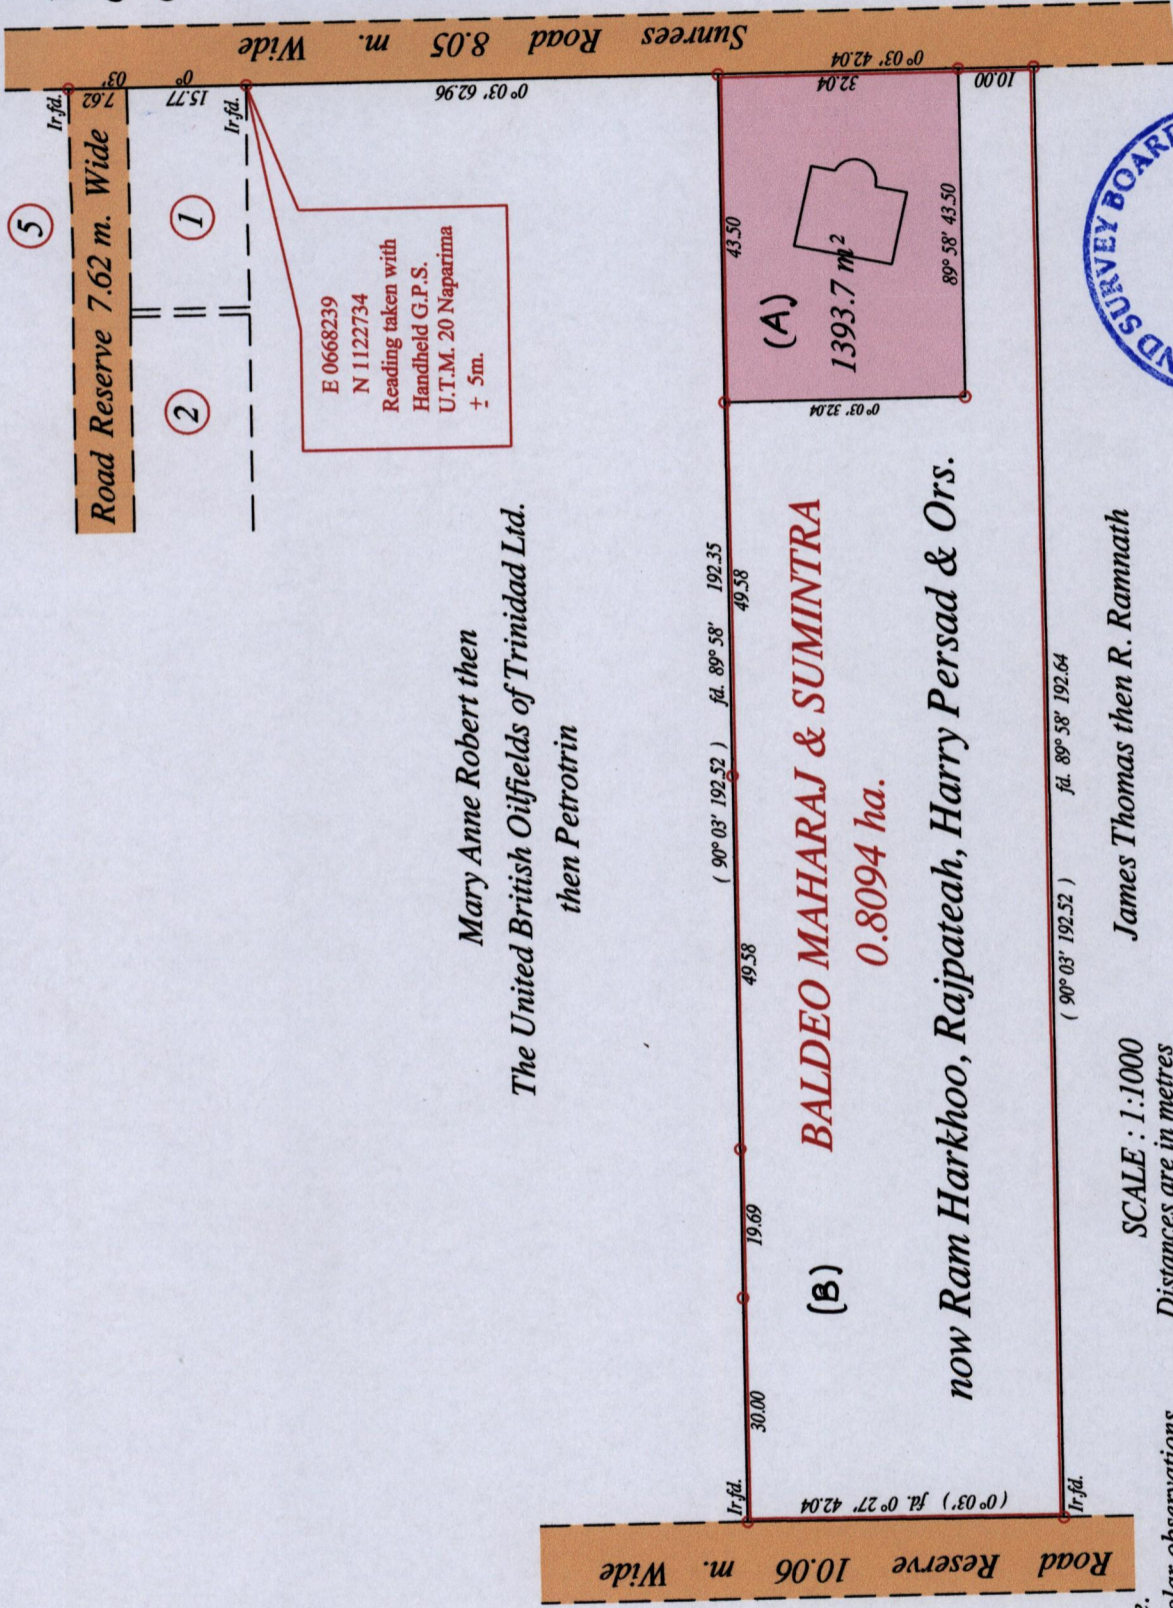 Sunrees Road 8.05 m. Wide
5
Ir.fd.
7.62
0° 03'
15.77
Ir.fd.
0° 03' 62.96
0° 03' 42.04
32.04
10.00
Road Reserve 7.62 m. Wide
1
2
E 0668239
N 1122734
Reading taken with
Handheld G.P.S.
U.T.M. 20 Naparima
± 5m.
Mary Anne Robert then
The United British Oilfields of Trinidad Ltd.
then Petrotrin
43.50
(A)
1393.7 m²
89° 58' 43.50
0° 03' 32.04
( 90° 03' 192.52 ) fd. 89° 58' 192.35
49.58
49.58
19.69
30.00
Ir.fd.
(B)
BALDEO MAHARAJ & SUMINTRA
0.8094 ha.
now Ram Harkhoo, Rajpateah, Harry Persad & Ors.
( 0° 03' ) fd. 0° 27' 42.04
Ir.fd.
( 90° 03' 192.52 ) fd. 89° 58' 192.64
Road Reserve 10.06 m. Wide
James Thomas then R. Ramnath
SCALE : 1:1000
Distances are in metres
observations
SURVEY BOARD